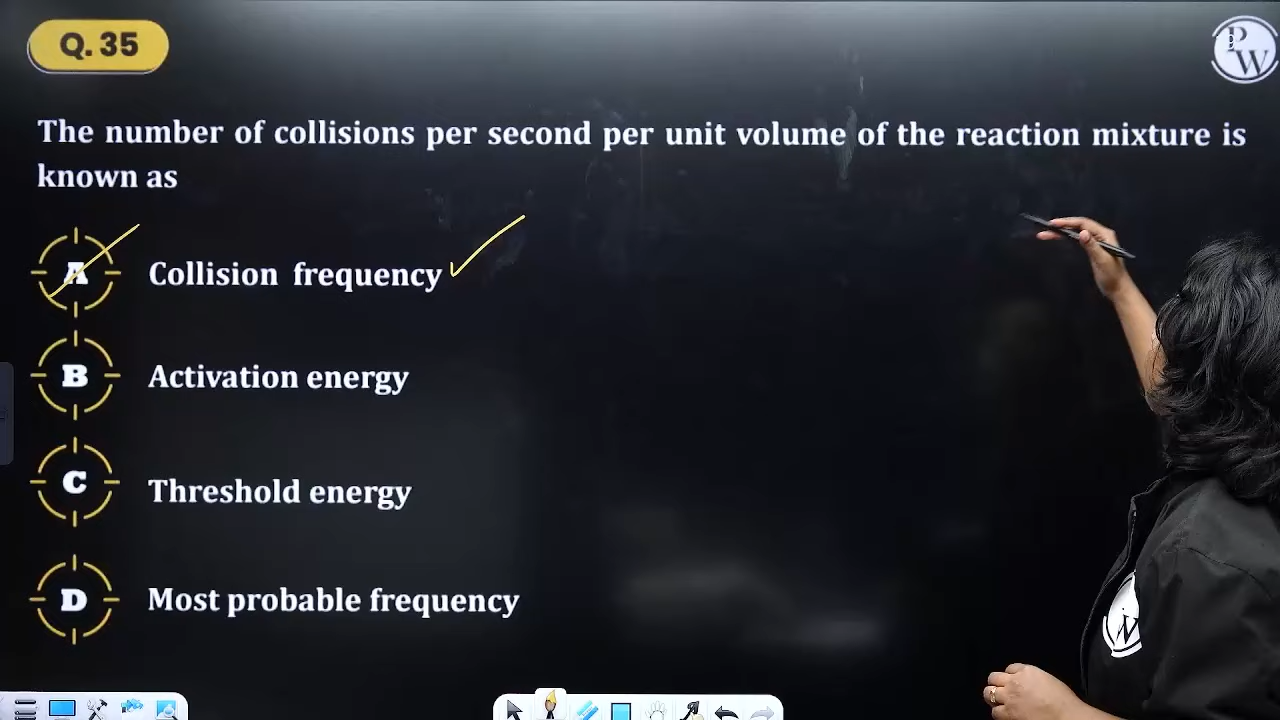 Q. 35
PW
The number of collisions per second per unit volume of the reaction mixture is
known as
A Collision frequency
B Activation energy
C Threshold energy
D Most probable frequency